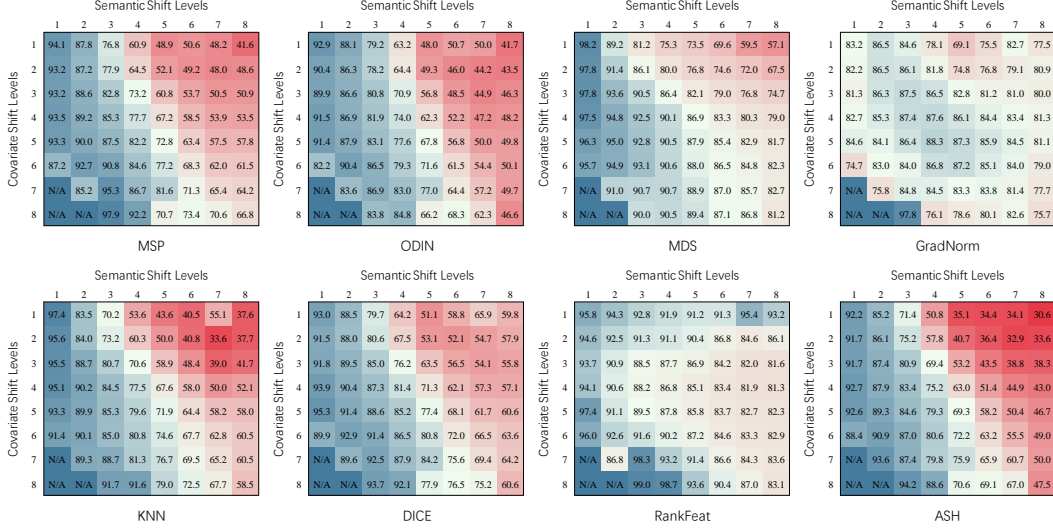 Semantic Shift Levels
1 2 3 4 5 6 7 8
Covariate Shift Levels
1 94.1 87.8 76.8 60.9 48.9 50.6 48.2 41.6
2 93.2 87.2 77.9 64.5 52.1 49.2 48.0 48.6
3 93.2 88.6 82.8 73.2 60.8 53.7 50.5 50.9
4 93.5 89.2 85.3 77.7 67.2 58.5 53.9 53.5
5 93.3 90.0 87.5 82.2 72.8 63.4 57.5 57.8
6 87.2 92.7 90.8 84.6 77.2 68.3 62.0 61.5
7 N/A 85.2 95.3 86.7 81.6 71.3 65.4 64.2
8 N/A N/A 97.9 92.2 70.7 73.4 70.6 66.8
MSP
Semantic Shift Levels
1 2 3 4 5 6 7 8
Covariate Shift Levels
1 92.9 88.1 79.2 63.2 48.0 50.7 50.0 41.7
2 90.4 86.3 78.2 64.4 49.3 46.0 44.2 43.5
3 89.9 86.6 80.8 70.9 56.8 48.5 44.9 46.3
4 91.5 86.9 81.9 74.0 62.3 52.2 47.2 48.2
5 91.4 87.9 83.1 77.6 67.8 56.8 50.0 49.8
6 82.2 90.4 86.5 79.3 71.6 61.5 54.4 50.1
7 N/A 83.6 86.9 83.0 77.0 64.4 57.2 49.7
8 N/A N/A 83.8 84.8 66.2 68.3 62.3 46.6
ODIN
Semantic Shift Levels
1 2 3 4 5 6 7 8
Covariate Shift Levels
1 98.2 89.2 81.2 75.3 73.5 69.6 59.5 57.1
2 97.8 91.4 86.1 80.0 76.8 74.4 72.0 67.5
3 97.8 93.6 90.5 86.4 82.1 79.0 76.8 74.7
4 97.5 94.8 92.5 90.1 86.9 83.3 80.3 79.0
5 96.3 95.0 92.8 90.5 87.9 85.4 82.9 81.7
6 95.7 94.9 93.1 90.2 88.0 86.5 84.8 82.3
7 N/A 91.0 90.7 90.7 88.9 87.0 85.7 82.7
8 N/A N/A 90.0 90.5 89.4 87.1 86.8 81.2
MDS
Semantic Shift Levels
1 2 3 4 5 6 7 8
Covariate Shift Levels
1 83.2 86.5 84.6 78.1 69.1 75.5 82.7 77.5
2 82.2 86.5 86.1 81.8 74.8 76.8 79.1 80.9
3 81.3 86.3 87.5 86.5 82.8 81.2 81.0 80.0
4 82.7 85.3 87.4 87.6 86.1 84.4 83.4 81.3
5 84.6 84.1 86.4 88.3 87.3 85.9 84.5 81.1
6 74.7 83.0 84.0 86.8 87.2 85.1 84.0 79.0
7 N/A 75.8 84.8 84.5 83.3 83.8 81.4 77.7
8 N/A N/A 97.8 76.1 78.6 80.1 82.6 75.7
GradNorm
Semantic Shift Levels
1 2 3 4 5 6 7 8
Covariate Shift Levels
1 97.4 83.5 70.2 53.6 43.6 40.5 55.1 37.6
2 95.6 84.0 73.2 60.3 50.0 40.8 33.6 37.7
3 95.5 88.7 80.7 70.6 58.9 48.4 39.0 41.7
4 95.1 90.2 84.5 77.5 67.6 58.0 50.0 52.1
5 93.3 89.9 85.3 79.6 71.9 64.4 58.2 58.0
6 91.4 90.1 85.0 80.8 74.6 67.7 62.8 60.5
7 N/A 89.3 88.7 81.3 76.7 69.5 65.2 60.5
8 N/A N/A 91.7 91.6 79.0 72.5 67.7 58.5
KNN
Semantic Shift Levels
1 2 3 4 5 6 7 8
Covariate Shift Levels
1 93.0 88.5 79.7 64.2 51.1 58.8 65.9 59.8
2 91.5 88.0 80.6 67.5 53.1 52.1 54.7 57.9
3 91.8 89.5 85.0 76.2 63.5 56.5 54.1 55.8
4 93.9 90.4 87.3 81.4 71.3 62.1 57.3 57.1
5 95.3 91.4 88.6 85.2 77.4 68.1 61.7 60.6
6 89.9 92.9 91.4 86.5 80.8 72.0 66.5 63.6
7 N/A 89.6 92.5 87.9 84.2 75.6 69.4 64.2
8 N/A N/A 93.7 92.1 77.9 76.5 75.2 60.6
DICE
Semantic Shift Levels
1 2 3 4 5 6 7 8
Covariate Shift Levels
1 95.8 94.3 92.8 91.9 91.2 91.3 95.4 93.2
2 94.6 92.5 91.3 91.1 90.4 86.8 84.6 86.1
3 93.7 90.9 88.5 87.7 86.9 84.2 82.0 81.6
4 94.1 90.6 88.2 86.8 85.1 83.4 81.9 81.3
5 97.4 91.1 89.5 87.8 85.8 83.7 82.7 82.3
6 96.0 92.6 91.6 90.2 87.2 84.6 83.3 82.9
7 N/A 86.8 98.3 93.2 91.4 86.6 84.3 83.6
8 N/A N/A 99.0 98.7 93.6 90.4 87.0 83.1
RankFeat
Semantic Shift Levels
1 2 3 4 5 6 7 8
Covariate Shift Levels
1 92.2 85.2 71.4 50.8 35.1 34.4 34.1 30.6
2 91.1 86.1 75.2 57.8 40.7 36.4 32.9 33.6
3 91.7 87.4 80.9 69.4 53.2 43.5 38.8 38.3
4 92.7 87.9 83.4 75.2 63.0 51.4 44.9 43.0
5 92.6 89.3 84.6 79.3 69.3 58.2 50.4 46.7
6 88.4 90.9 87.0 80.6 72.2 63.2 55.5 49.0
7 N/A 93.6 87.4 79.8 75.9 65.9 60.7 50.0
8 N/A N/A 94.2 88.6 70.6 69.1 67.0 47.5
ASH